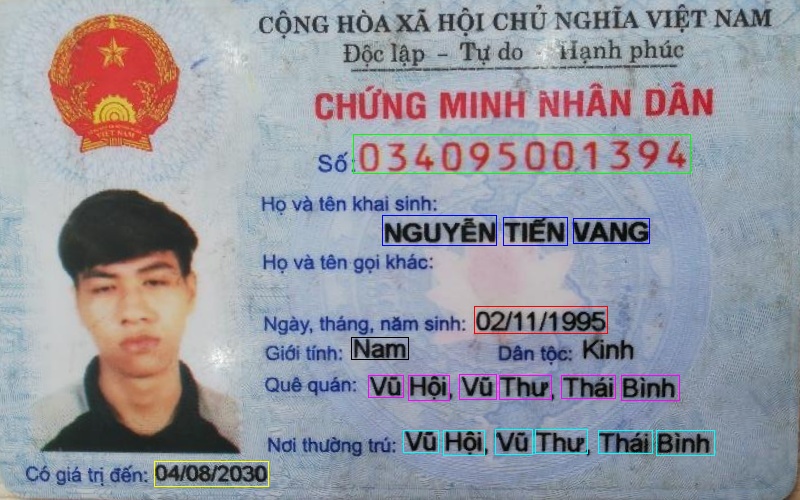 CỘNG HÒA XÃ HỘI CHỦ NGHĨA VIỆT NAM
Độc lập - Tự do - Hạnh phúc
CHỨNG MINH NHÂN DÂN
Số: 034095001394
Họ và tên khai sinh:
NGUYỄN TIẾN VANG
Họ và tên gọi khác:
Ngày, tháng, năm sinh: 02/11/1995
Giới tính: Nam Dân tộc: Kinh
Quê quán: Vũ Hội, Vũ Thư, Thái Bình
Nơi thường trú: Vũ Hội, Vũ Thư, Thái Bình
Có giá trị đến: 04/08/2030
VIỆT NAM